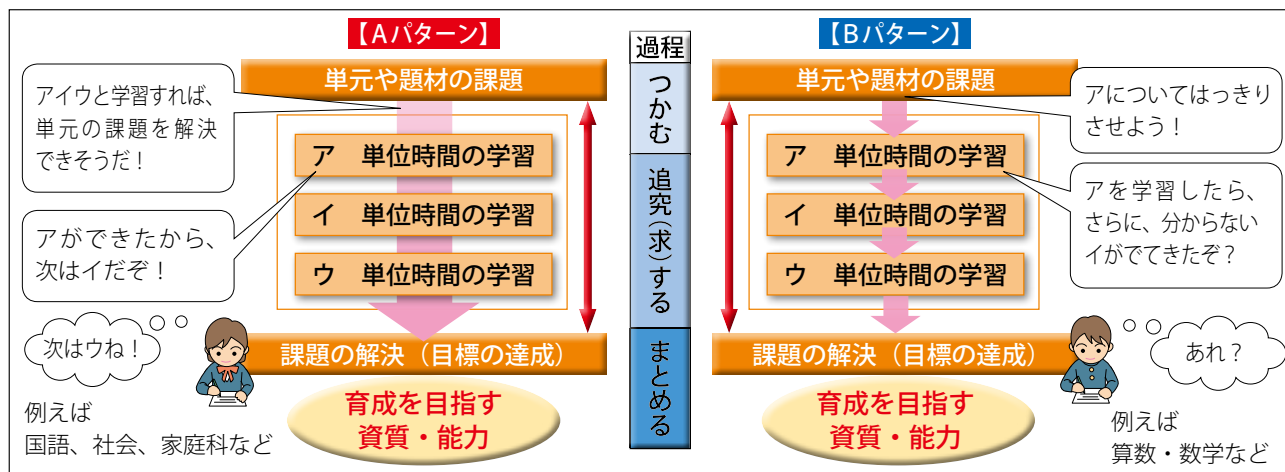 【Aパターン】
単元や題材の課題
アイウと学習すれば、
単元の課題を解決
できそうだ！
ア　単位時間の学習
イ　単位時間の学習
ウ　単位時間の学習
アができたから、
次はイだぞ！
次はウね！
課題の解決（目標の達成）
育成を目指す
資質・能力
例えば
国語、社会、家庭科など
過程
つかむ
追究（求）する
まとめる
【Bパターン】
単元や題材の課題
アについてはっきり
させよう！
ア　単位時間の学習
イ　単位時間の学習
ウ　単位時間の学習
アを学習したら、
さらに、分からない
イがでてきたぞ？
あれ？
課題の解決（目標の達成）
育成を目指す
資質・能力
例えば
算数・数学など